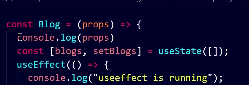 const Blog = (props) => {
console.log(props)
const [blogs, setBlogs] = useState([]);
useEffect(() => {
console.log("useeffect is running");